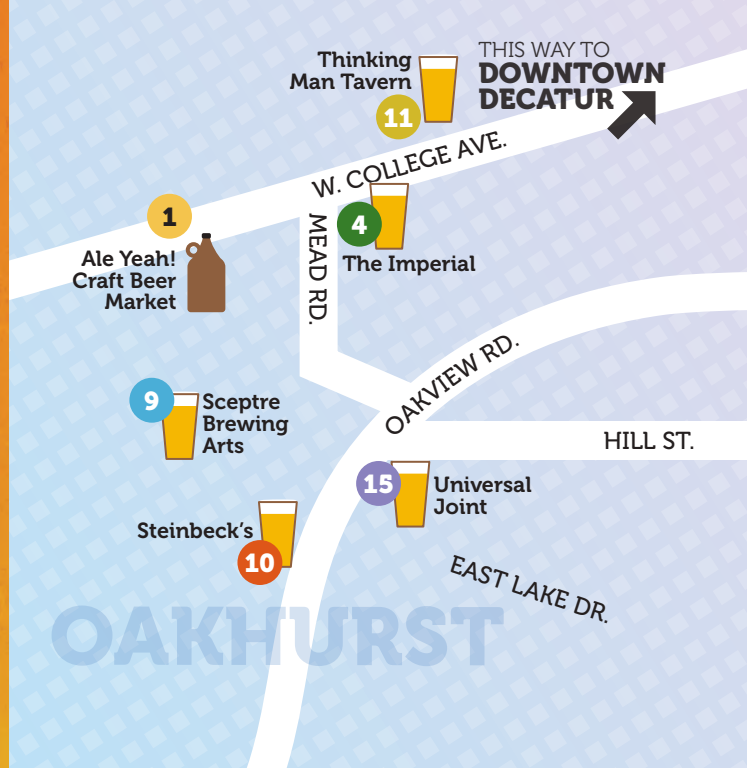 Thinking
Man Tavern
11
THIS WAY TO
DOWNTOWN
DECATUR
W. COLLEGE AVE.
1
Ale Yeah!
Craft Beer
Market
MEAD RD.
4
The Imperial
OAKVIEW RD.
9
Sceptre
Brewing
Arts
HILL ST.
15
Universal
Joint
Steinbeck's
10
EAST LAKE DR.
OAKHURST